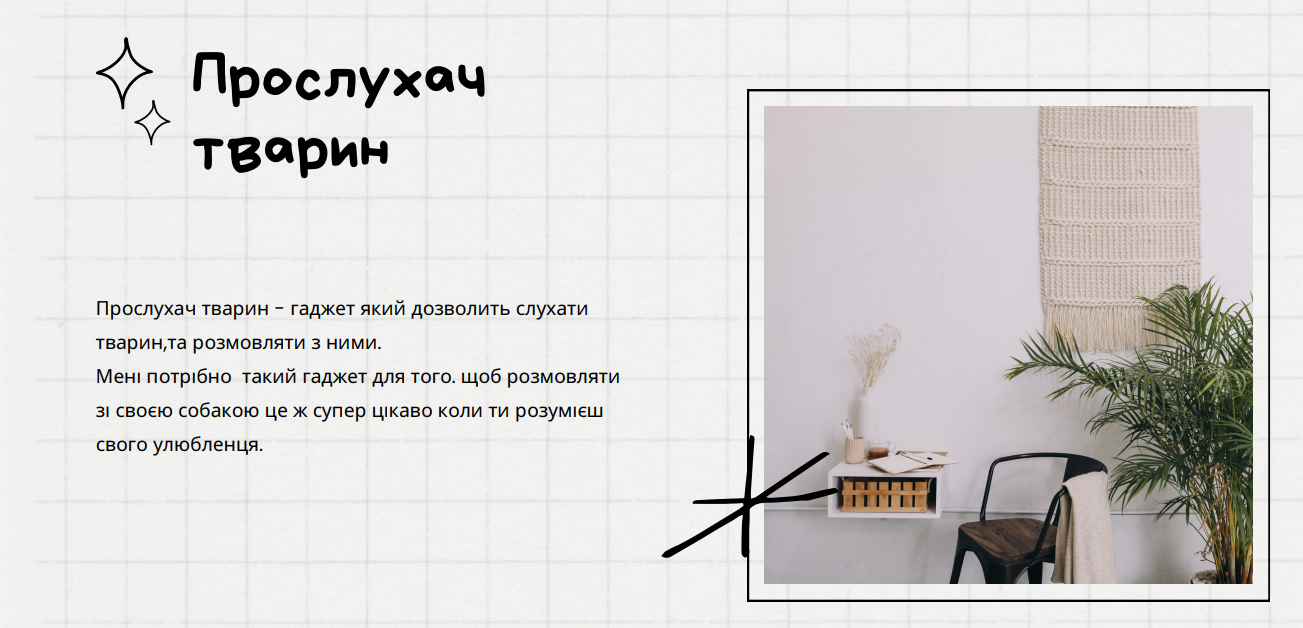 Прослухач
тварин
Прослухач тварин – гаджет який дозволить слухати
тварин,та розмовляти з ними.
Мені потрібно  такий гаджет для того. щоб розмовляти
зі своєю собакою це ж супер цікаво коли ти розумієш
свого улюбленця.